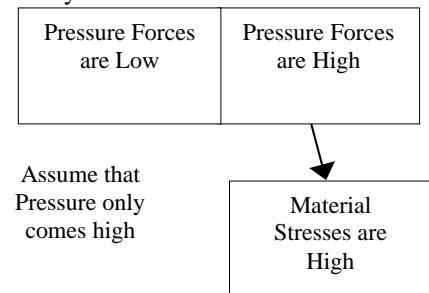 Pressure Forces
are Low
Pressure Forces
are High
Assume that
Pressure only
comes high
Material
Stresses are
High